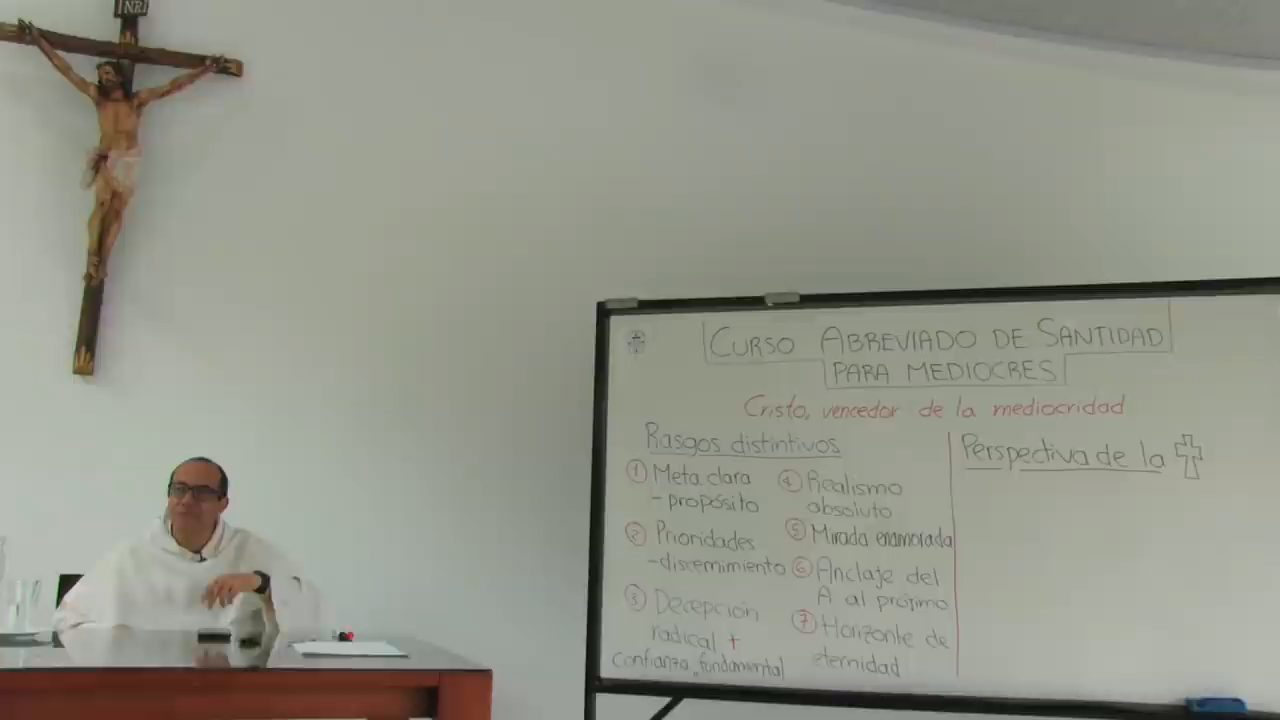 INRI
CURSO ABREVIADO DE SANTIDAD
PARA MEDIOCRES
Cristo, vencedor de la mediocridad
Rasgos distintivos
① Meta clara
- propósito
② Prioridades
- discernimiento
③ Decepción
radical +
confianza fundamental
④ Realismo
absoluto
⑤ Mirada enamorada
⑥ Anclaje del
A al prójimo
⑦ Horizonte de
eternidad
Perspectiva de la